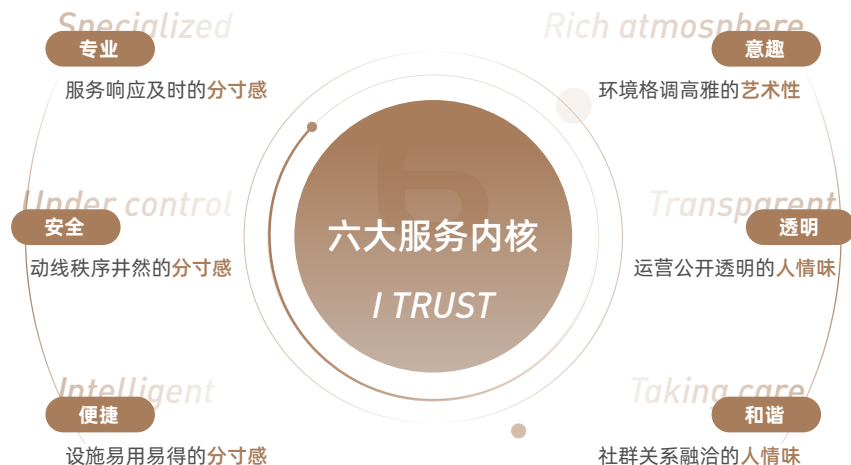 Specialized
专业
服务响应及时的分寸感
Under control
安全
动线秩序井然的分寸感
Intelligent
便捷
设施易用易得的分寸感
6
六大服务内核
I TRUST
Rich atmosphere
意趣
环境格调高雅的艺术性
Transparent
透明
运营公开透明的人情味
Taking care
和谐
社群关系融洽的人情味